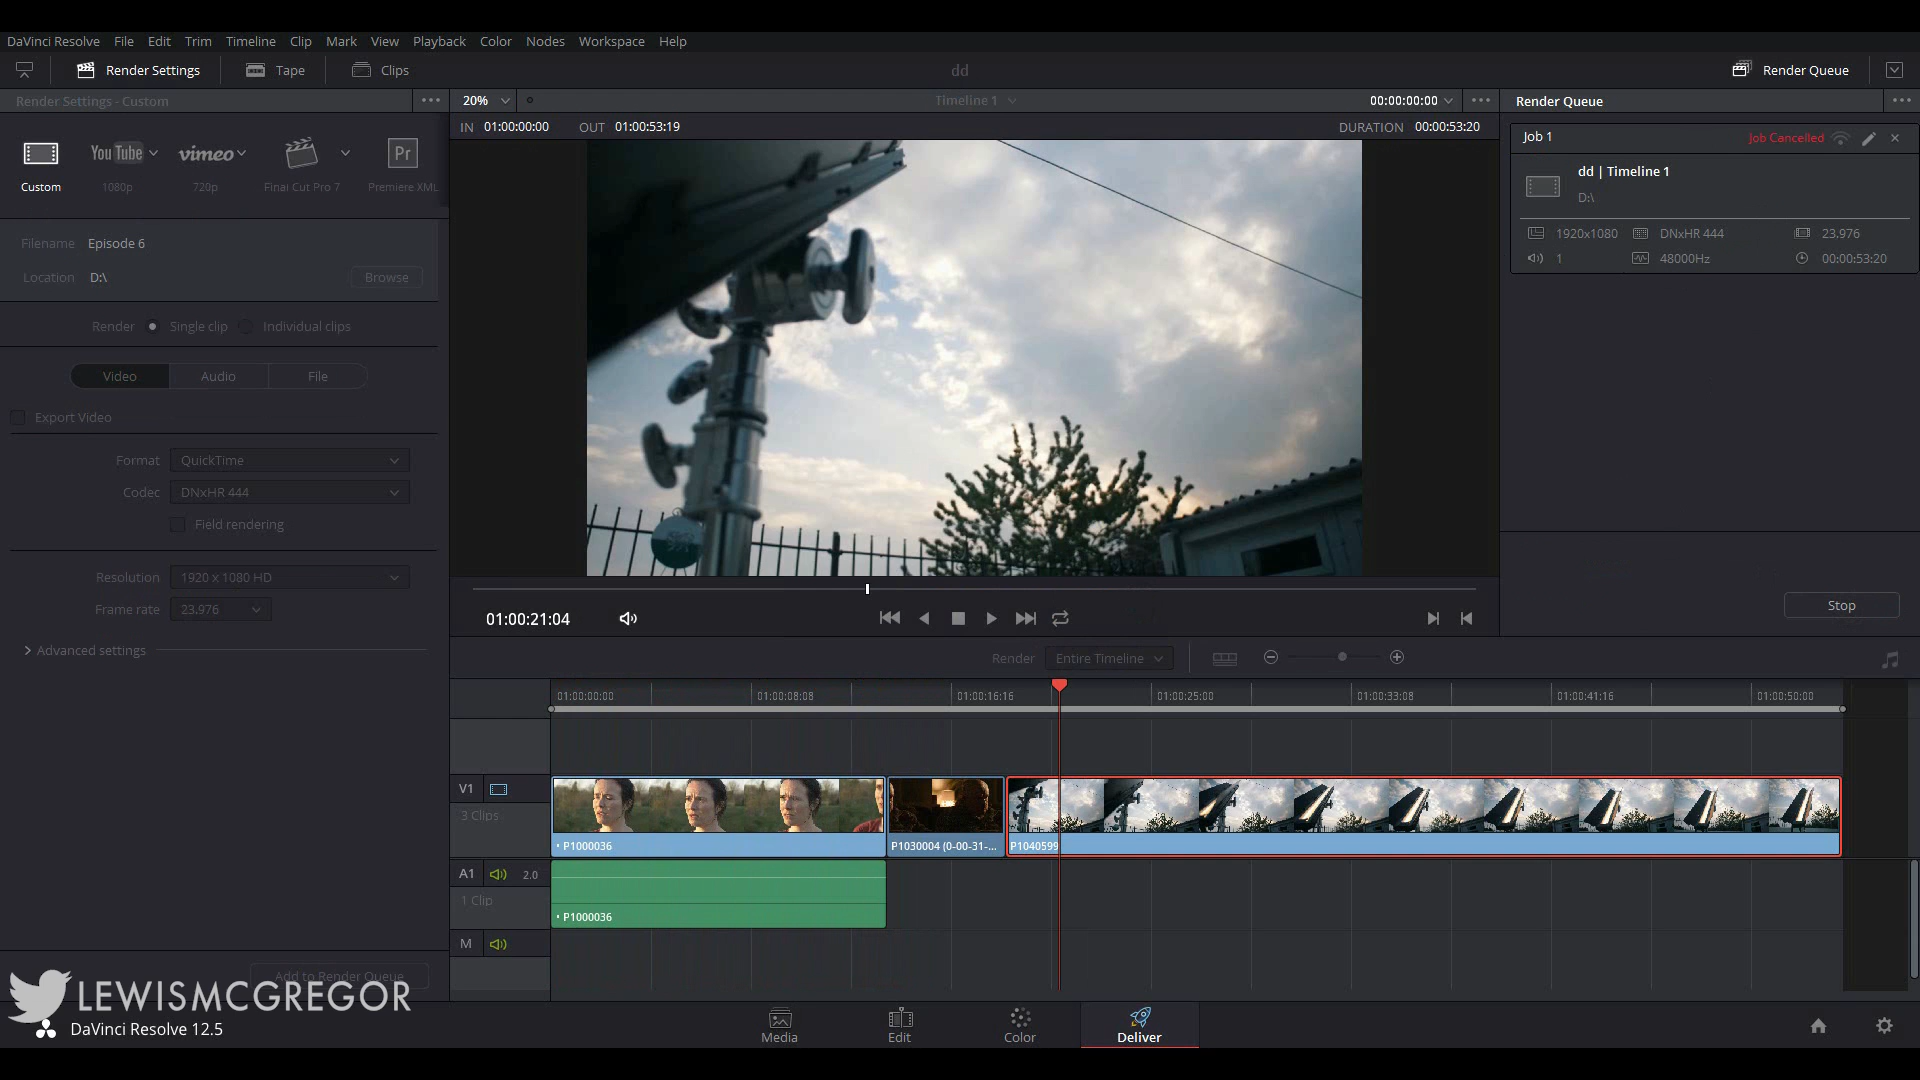 DaVinci Resolve File Edit Trim Timeline Clip Mark View Playback Color Nodes Workspace Help
Render Settings Tape Clips dd Render Queue
Render Settings - Custom 20% Timeline 1 00:00:00:00 Render Queue
IN 01:00:00:00 OUT 01:00:53:19 DURATION 00:00:53:20
Job 1 Job Cancelled
You Tube vimeo Pr
Custom 1080p 720p Final Cut Pro 7 Premiere XML
dd | Timeline 1
D:\
1920x1080 DNxHR 444 23.976
1 48000Hz 00:00:53:20
Filename Episode 6
Location D:\ Browse
Render Single clip Individual clips
Video Audio File
Export Video
Format QuickTime
Codec DNxHR 444
Field rendering
Resolution 1920 x 1080 HD
Frame rate 23.976
Advanced settings
Stop
01:00:21:04
Render Entire Timeline
01:00:00:00 01:00:08:08 01:00:16:16 01:00:25:00 01:00:33:08 01:00:41:16 01:00:50:00
V1
3 Clips
• P1000036 P1030004 (0-00-31-... P1040599
A1 2.0
1 Clip
• P1000036
M
Add to Render Queue
LEWISMCGREGOR
DaVinci Resolve 12.5
Media Edit Color Deliver